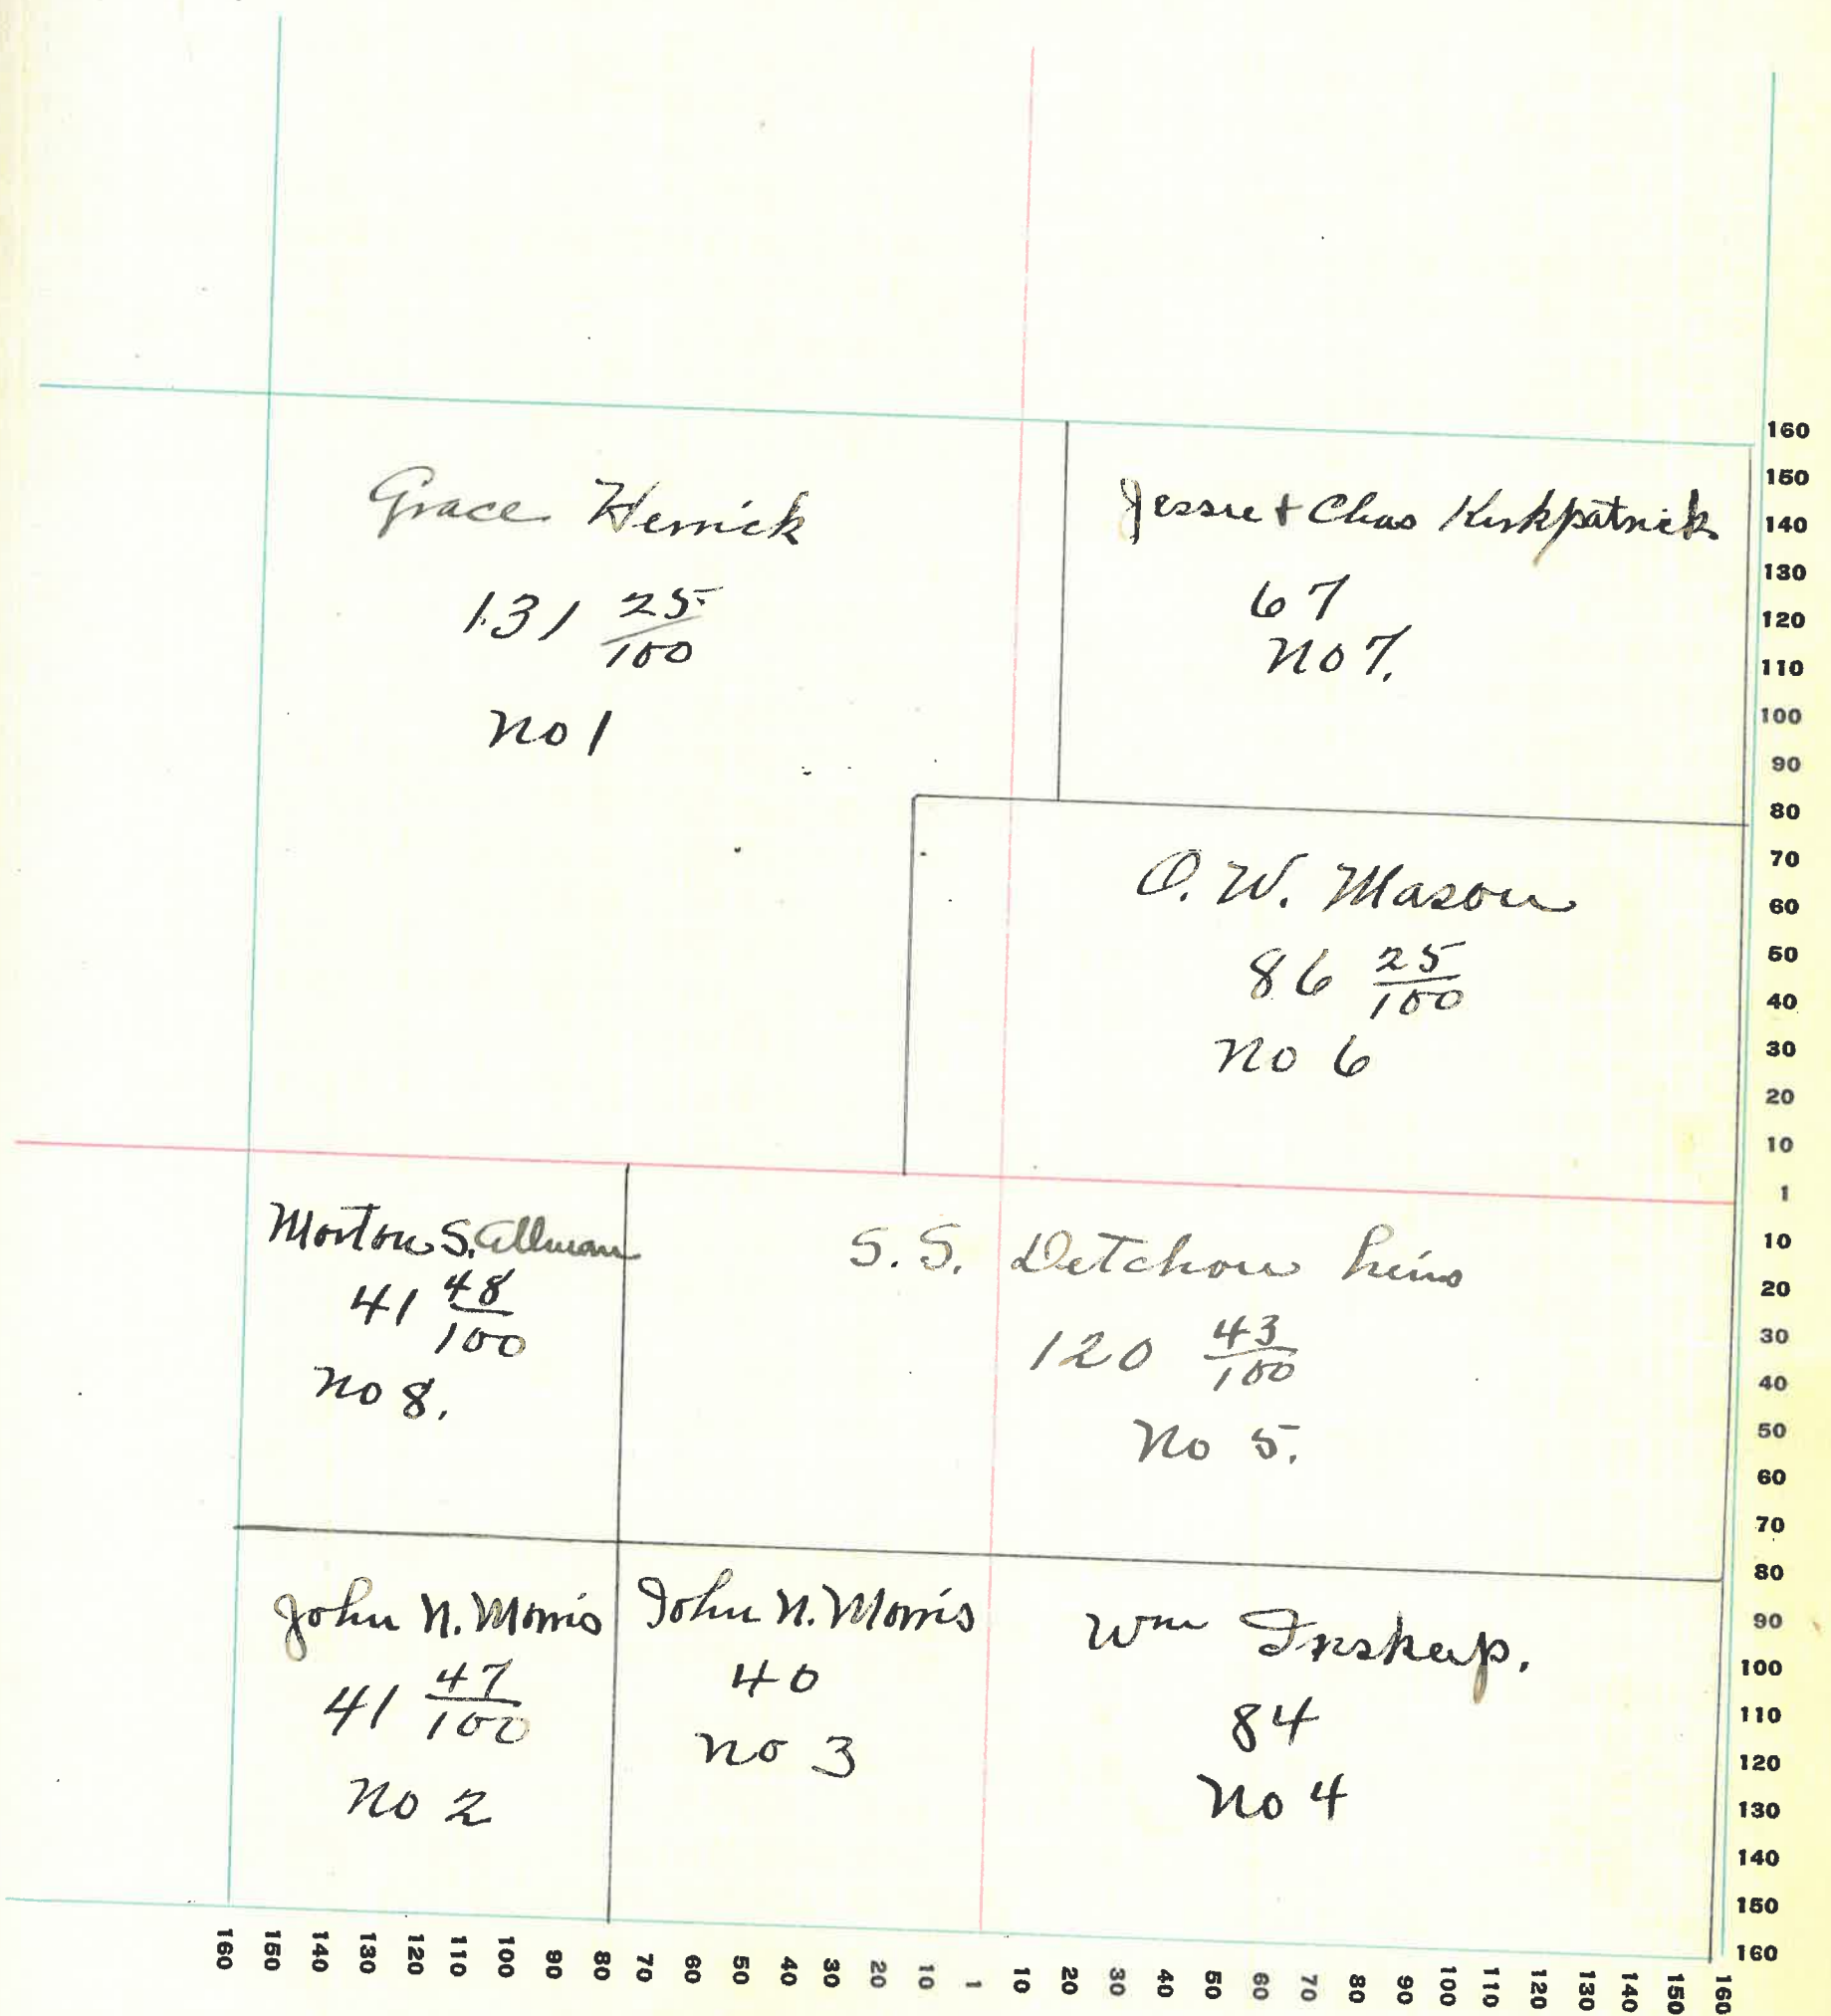 Grace Herrick
131 25/100
no 1
Jessie + Chas Kirkpatrick
67
no 7.
O. W. Mason
86 25/100
no 6
Morton S. Allman
41 48/100
no 8.
S. S. Detchon heirs
120 43/100
no 5.
John N. Morris
41 47/100
no 2
John N. Morris
40
no 3
Wm Inskeep.
84
no 4
160
150
140
130
120
110
100
90
80
70
60
50
40
30
20
10
1
10
20
30
40
50
60
70
80
90
100
110
120
130
140
150
160
160 150 140 130 120 110 100 90 80 70 60 50 40 30 20 10 1 10 20 30 40 50 60 70 80 90 100 110 120 130 140 150 160